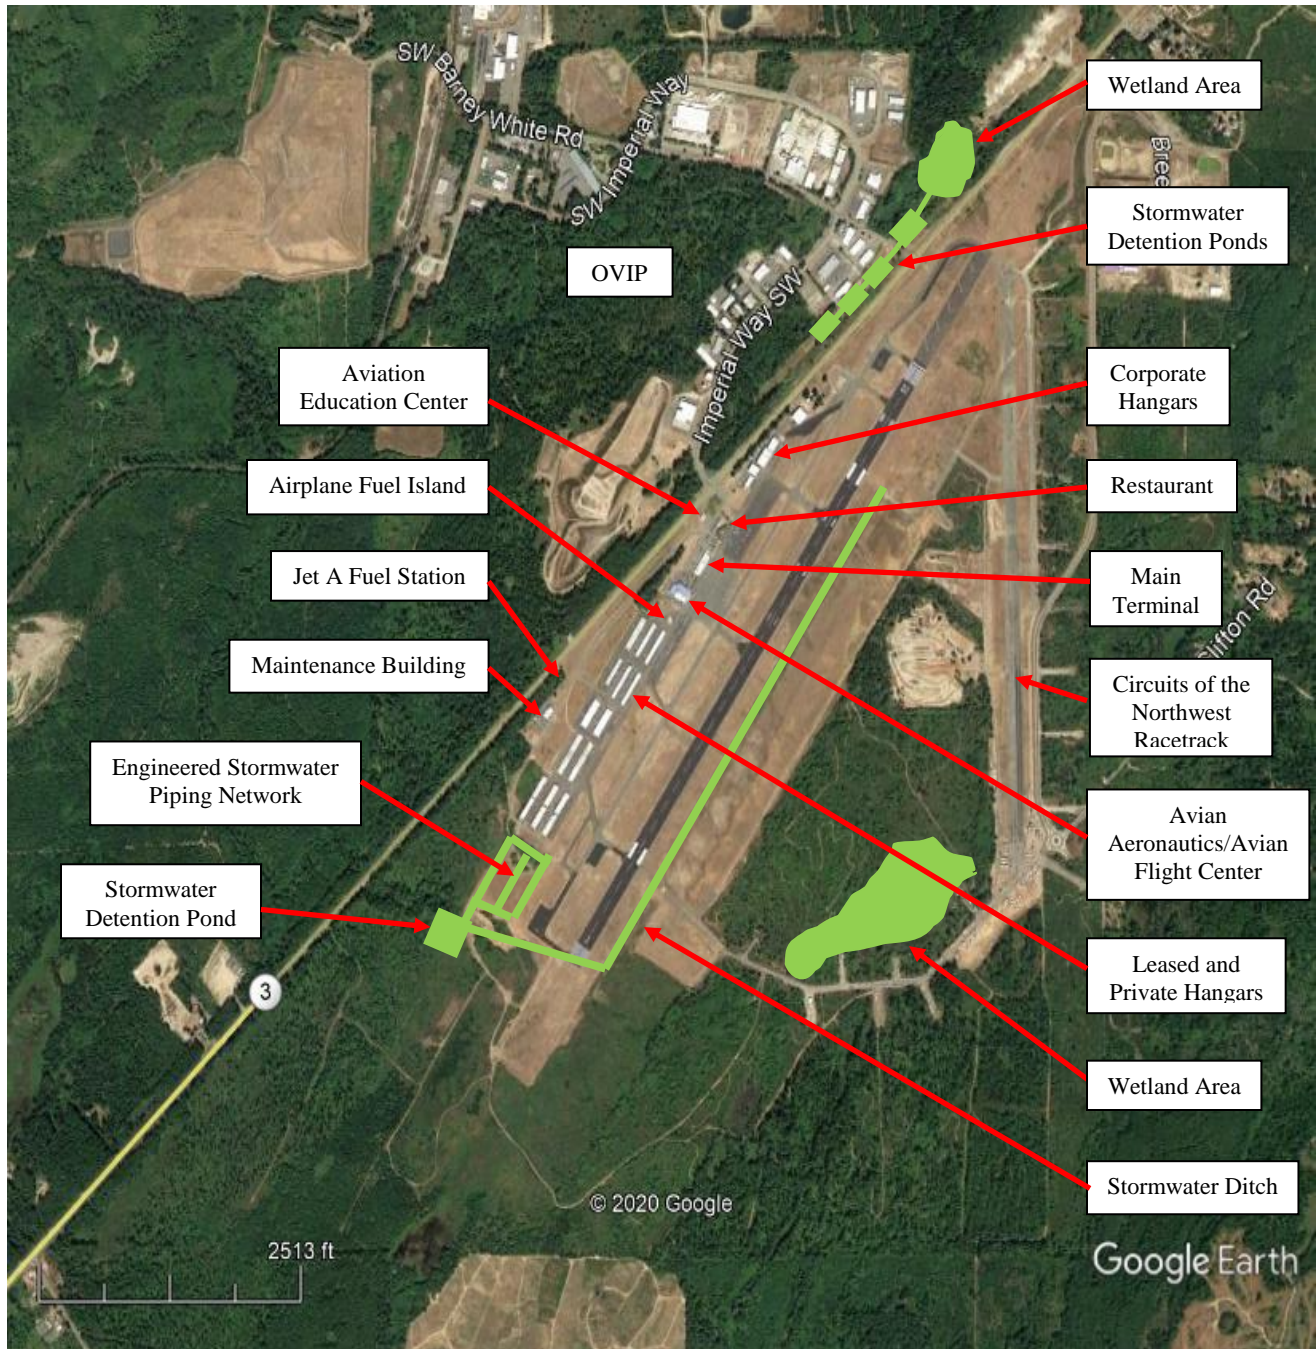 SW Barney White Rd
SW Imperial Way
Wetland Area
Bree
Stormwater
Detention Ponds
OVIP
Imperial Way SW
Aviation
Education Center
Corporate
Hangars
Airplane Fuel Island
Restaurant
Jet A Fuel Station
Main
Terminal
Clifton Rd
Maintenance Building
Circuits of the
Northwest
Racetrack
Engineered Stormwater
Piping Network
Avian
Aeronautics/Avian
Flight Center
Stormwater
Detention Pond
Leased and
Private Hangars
3
Wetland Area
Stormwater Ditch
© 2020 Google
2513 ft
Google Earth